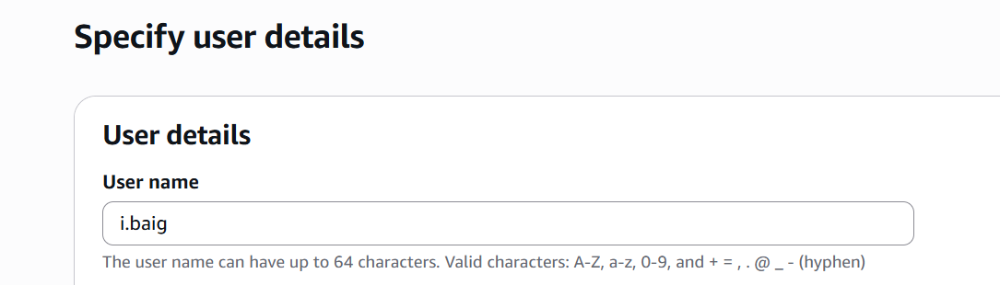 Specify user details
User details
User name
i.baig
The user name can have up to 64 characters. Valid characters: A-Z, a-z, 0-9, and + = , . @ _ - (hyphen)